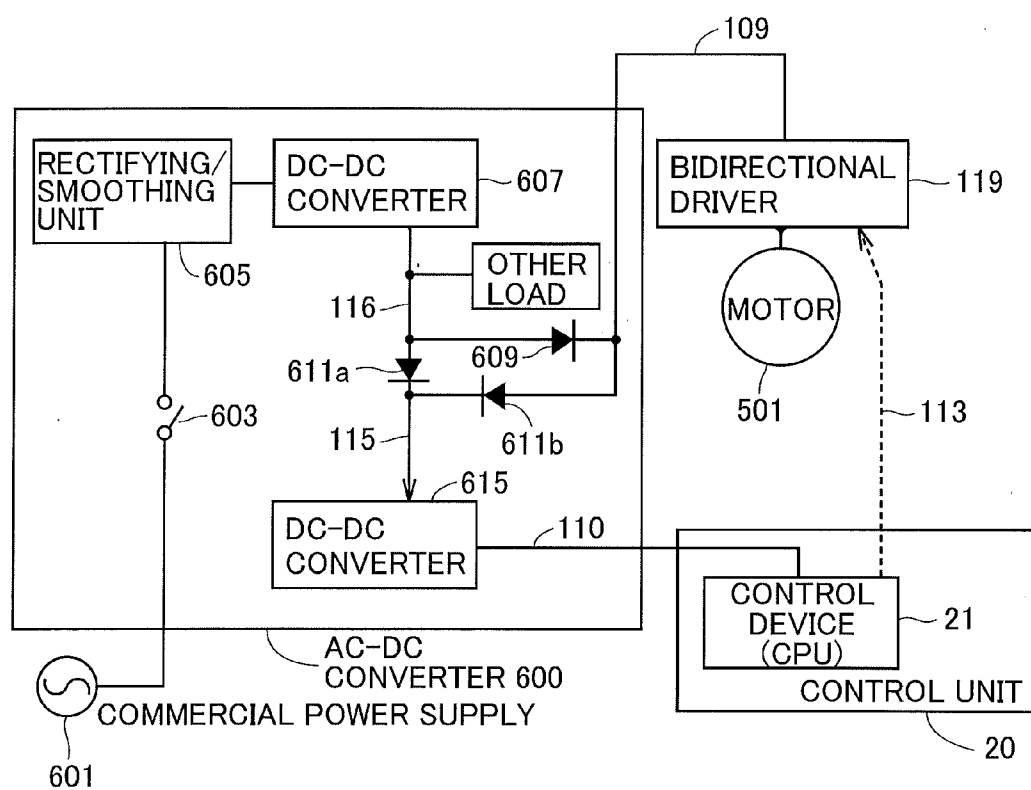 109
RECTIFYING/
SMOOTHING
UNIT
605
DC-DC
CONVERTER
607
BIDIRECTIONAL
DRIVER
119
OTHER
LOAD
116
MOTOR
501
609
611a
611b
603
115
113
615
DC-DC
CONVERTER
110
CONTROL
DEVICE
(CPU)
21
CONTROL UNIT
20
AC-DC
CONVERTER 600
COMMERCIAL POWER SUPPLY
601